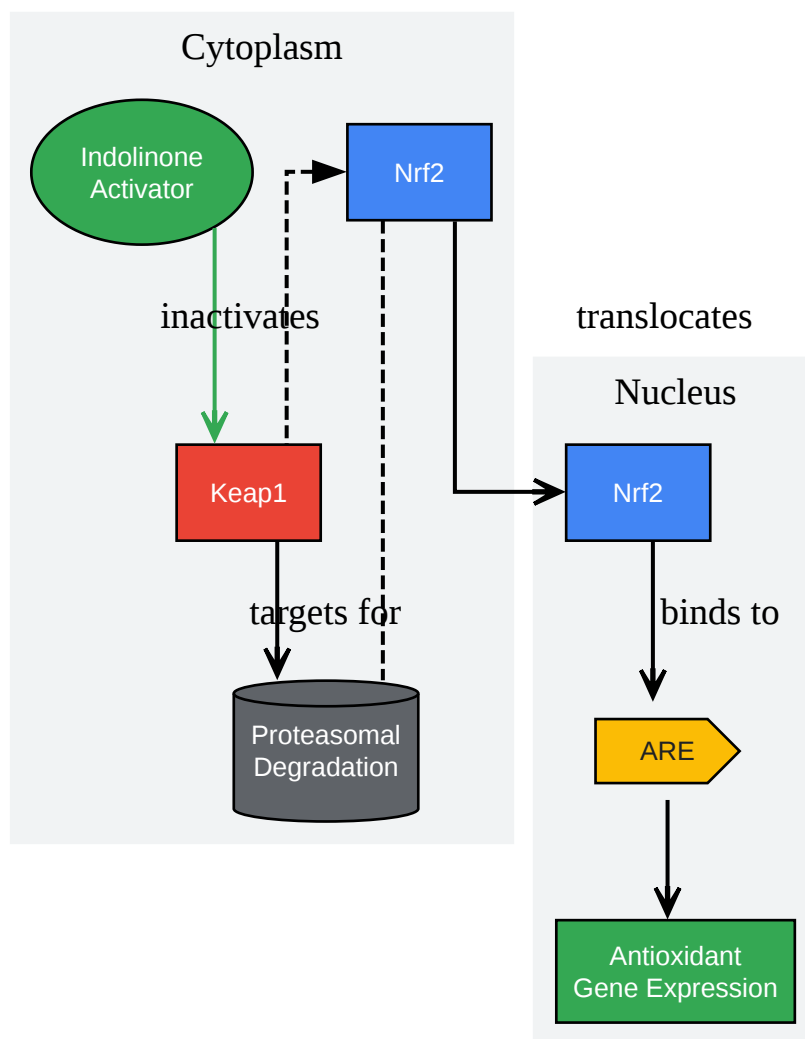 Cytoplasm
Indolinone
Activator
Nrf2
inactivates
translocates
Nucleus
Keap1
Nrf2
targets for
binds to
Proteasomal
Degradation
ARE
Antioxidant
Gene Expression